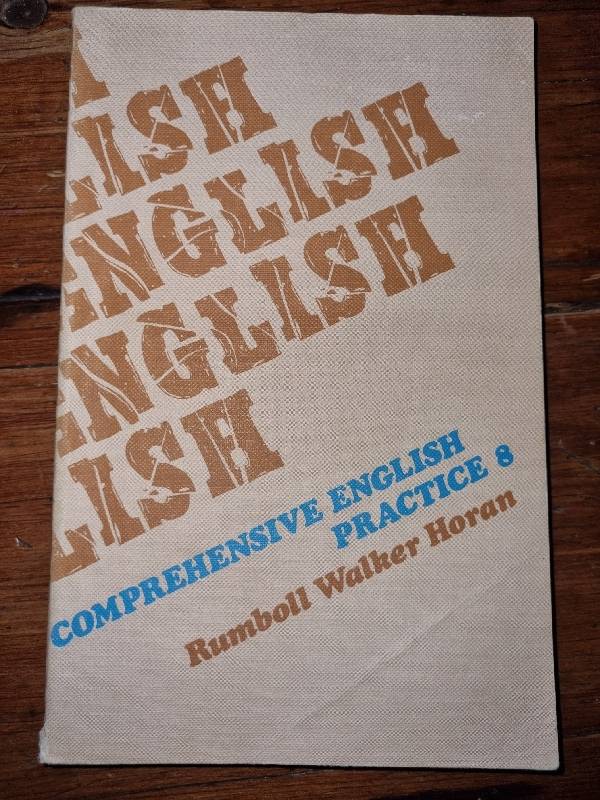 H
LISH
ENGLISH
ENGLISH
LISH
COMPREHENSIVE ENGLISH
PRACTICE 8
Rumboll Walker Horan